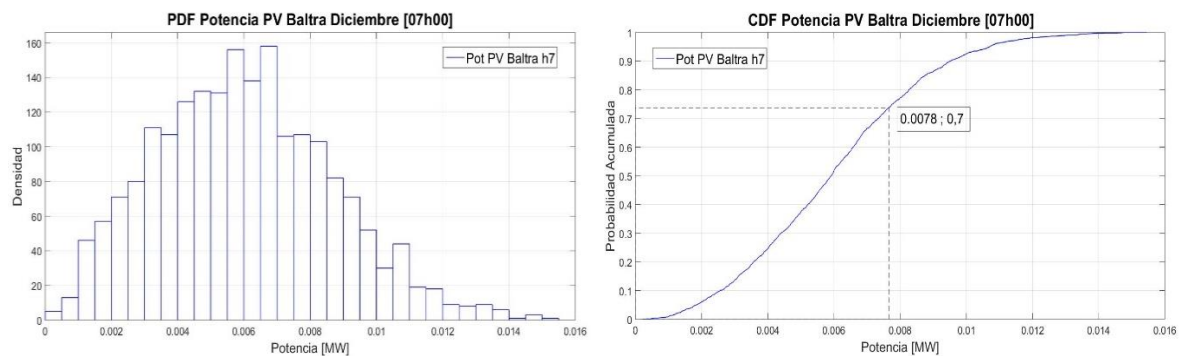 PDF Potencia PV Baltra Diciembre [07h00]
160
140
120
100
80
60
40
20
0
Densidad
Pot PV Baltra h7
0 0.002 0.004 0.006 0.008 0.01 0.012 0.014 0.016
Potencia [MW]
CDF Potencia PV Baltra Diciembre [07h00]
1
0.9
0.8
0.7
0.6
0.5
0.4
0.3
0.2
0.1
0
Probabilidad Acumulada
Pot PV Baltra h7
0.0078 ; 0,7
0.002 0.004 0.006 0.008 0.01 0.012 0.014 0.016
Potencia [MW]